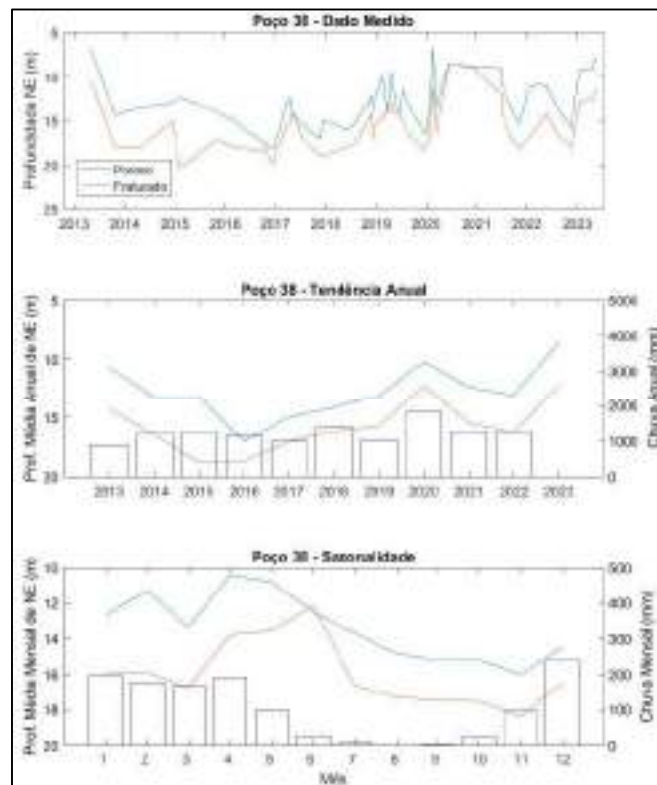 Poço 38 - Dado Medido
Profundidade NE (m)
5
10
15
20
25
Poroso
Fraturado
2013 2014 2015 2016 2017 2018 2019 2020 2021 2022 2023
Poço 38 - Tendência Anual
Prof. Média Anual de NE (m)
5
10
15
20
5000
4000
3000
2000
1000
0
Chuva Anual (mm)
2013 2014 2015 2016 2017 2018 2019 2020 2021 2022 2023
Poço 38 - Sazonalidade
Prof. Média Mensal de NE (m)
10
12
14
16
18
20
500
400
300
200
100
0
Chuva Mensal (mm)
1 2 3 4 5 6 7 8 9 10 11 12
Mês